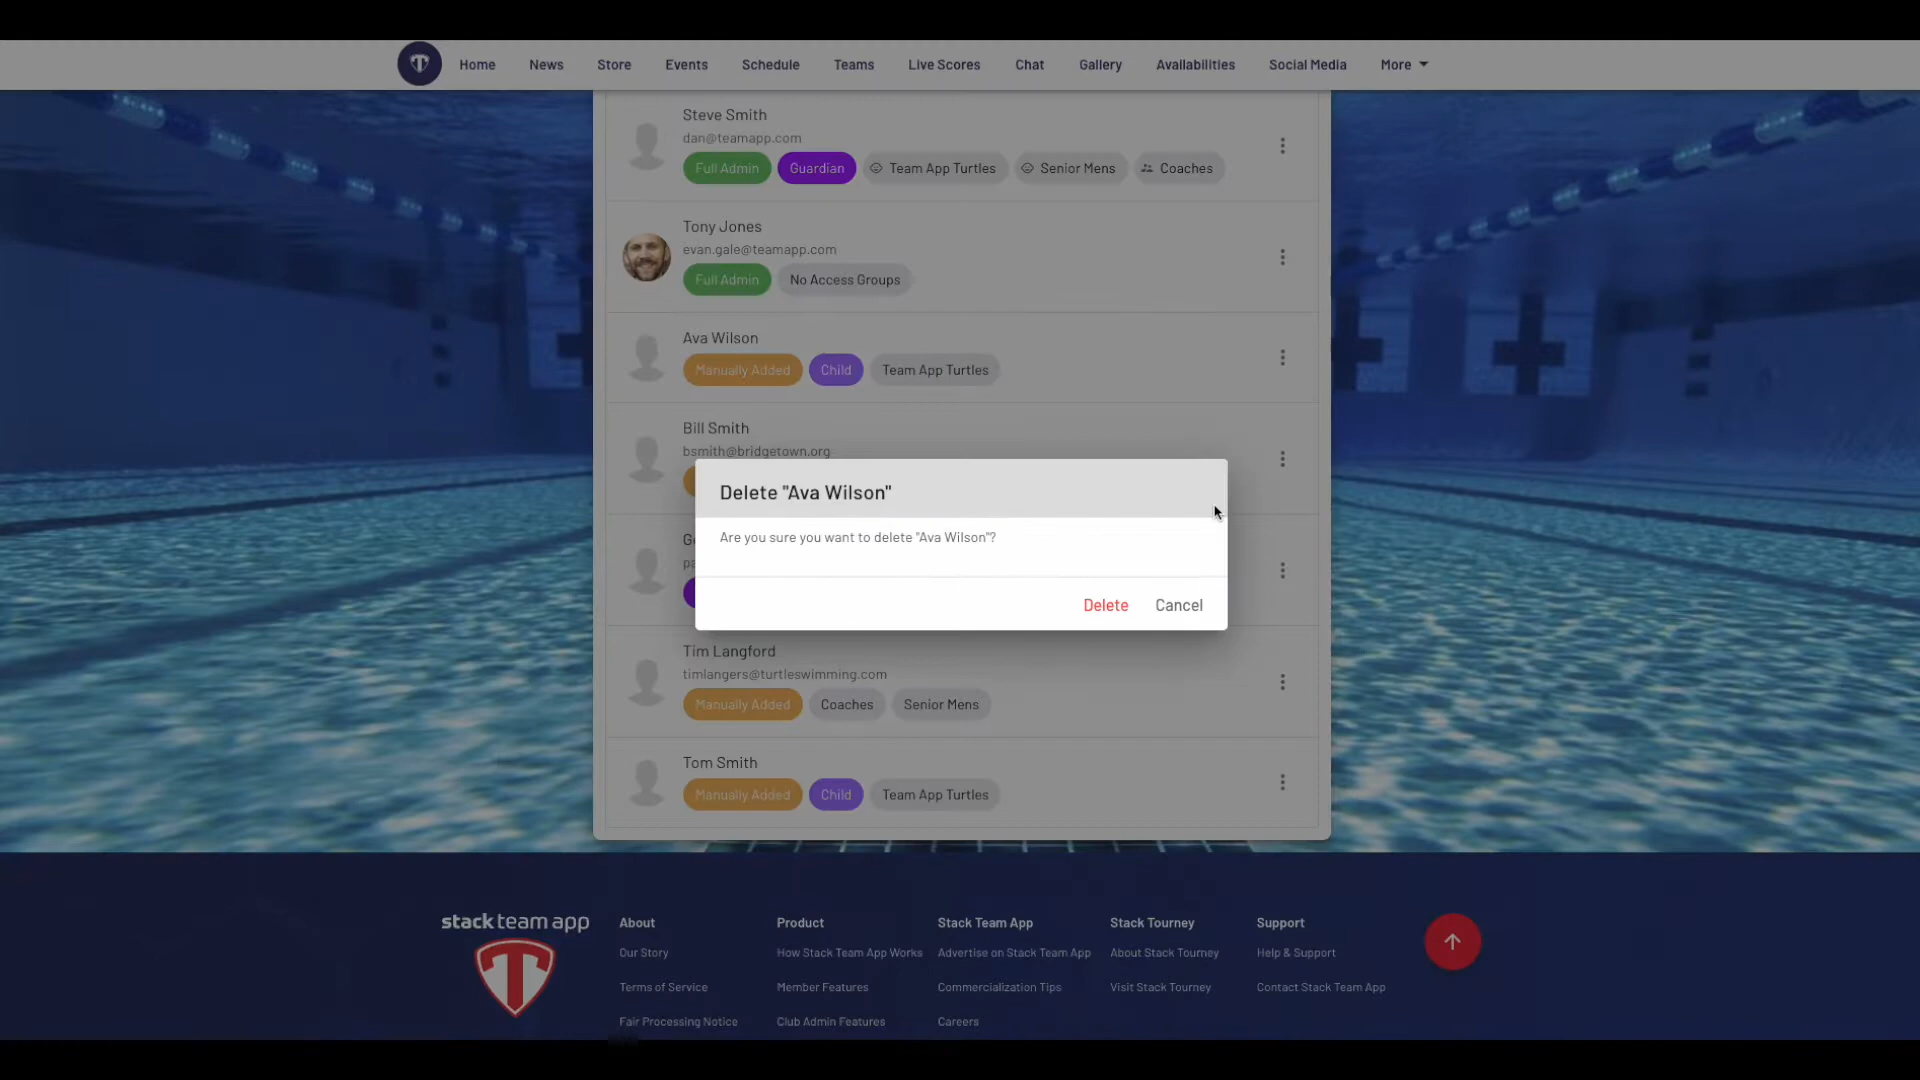 Home News Store Events Schedule Teams Live Scores Chat Gallery Availabilities Social Media More
Steve Smith
dan@teamapp.com
Full Admin Guardian Team App Turtles Senior Mens Coaches
Tony Jones
evan.gale@teamapp.com
Full Admin No Access Groups
Ava Wilson
Manually Added Child Team App Turtles
Bill Smith
bsmith@bridgetown.org
Delete "Ava Wilson"
Are you sure you want to delete "Ava Wilson"?
Delete Cancel
Tim Langford
timlangers@turtleswimming.com
Manually Added Coaches Senior Mens
Tom Smith
Manually Added Child Team App Turtles
stack team app
About
Our Story
Terms of Service
Fair Processing Notice
Product
How Stack Team App Works
Member Features
Club Admin Features
Stack Team App
Advertise on Stack Team App
Commercialization Tips
Careers
Stack Tourney
About Stack Tourney
Visit Stack Tourney
Support
Help & Support
Contact Stack Team App